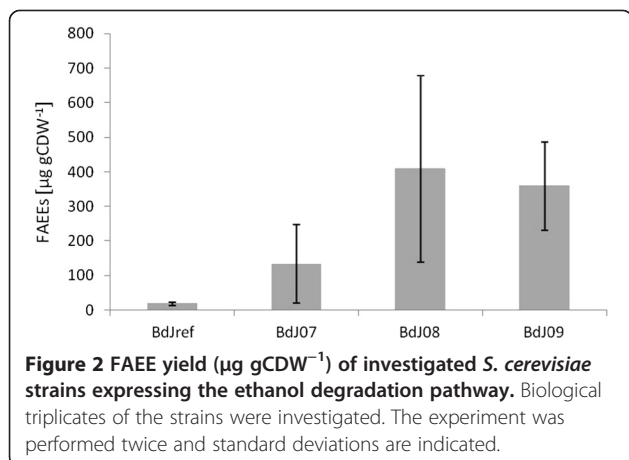 800
700
600
500
400
300
200
100
0
FAEEs [µg gCDW⁻¹]
BdJref
BdJ07
BdJ08
BdJ09
Figure 2 FAEE yield (µg gCDW⁻¹) of investigated S. cerevisiae
strains expressing the ethanol degradation pathway. Biological
triplicates of the strains were investigated. The experiment was
performed twice and standard deviations are indicated.